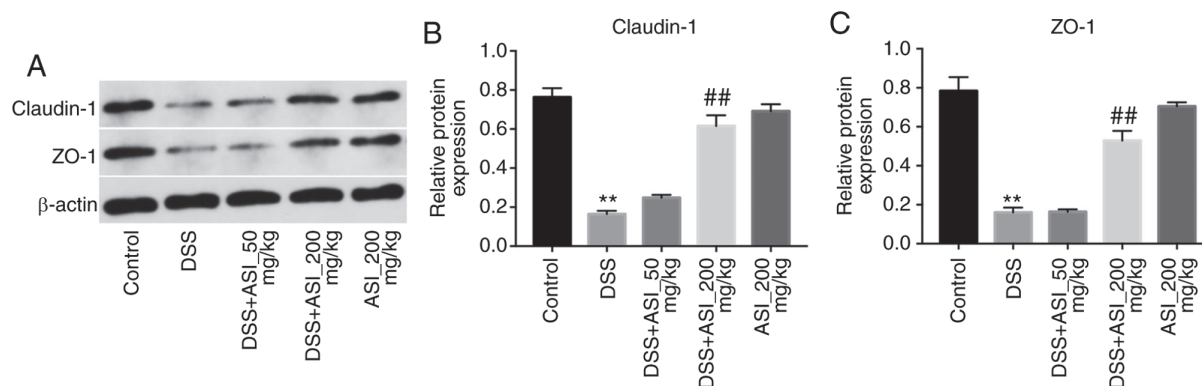 A
Claudin-1
ZO-1
β-actin
Control
DSS
DSS+ASI_50
mg/kg
DSS+ASI_200
mg/kg
ASI_200
mg/kg
B
Claudin-1
Relative protein
expression
1.0
0.8
0.6
0.4
0.2
0.0
**
##
Control
DSS
DSS+ASI_50
mg/kg
DSS+ASI_200
mg/kg
ASI_200
mg/kg
C
ZO-1
Relative protein
expression
1.0
0.8
0.6
0.4
0.2
0.0
**
##
Control
DSS
DSS+ASI_50
mg/kg
DSS+ASI_200
mg/kg
ASI_200
mg/kg